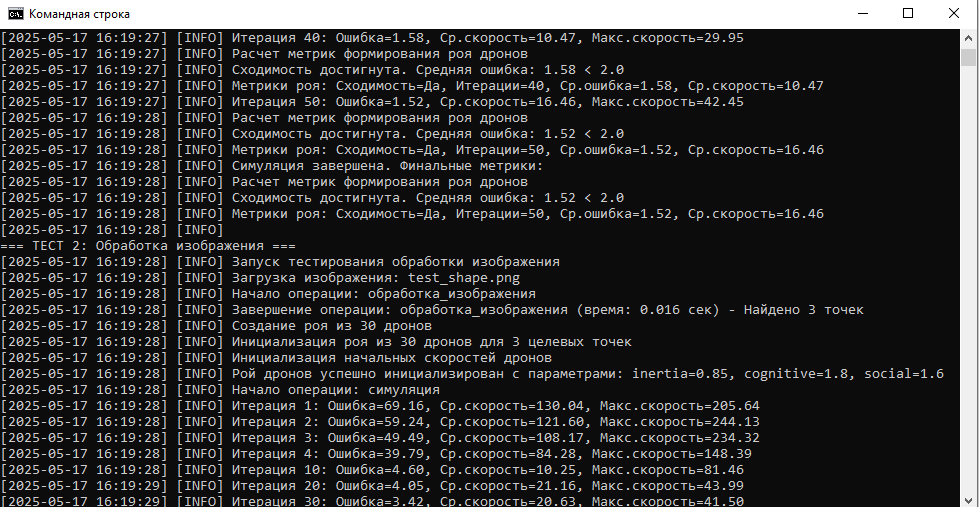 Командная строка
[2025-05-17 16:19:27] [INFO] Итерация 40: Ошибка=1.58, Ср.скорость=10.47, Макс.скорость=29.95
[2025-05-17 16:19:27] [INFO] Расчет метрик формирования роя дронов
[2025-05-17 16:19:27] [INFO] Сходимость достигнута. Средняя ошибка: 1.58 < 2.0
[2025-05-17 16:19:27] [INFO] Метрики роя: Сходимость=Да, Итерации=40, Ср.ошибка=1.58, Ср.скорость=10.47
[2025-05-17 16:19:27] [INFO] Итерация 50: Ошибка=1.52, Ср.скорость=16.46, Макс.скорость=42.45
[2025-05-17 16:19:28] [INFO] Расчет метрик формирования роя дронов
[2025-05-17 16:19:28] [INFO] Сходимость достигнута. Средняя ошибка: 1.52 < 2.0
[2025-05-17 16:19:28] [INFO] Метрики роя: Сходимость=Да, Итерации=50, Ср.ошибка=1.52, Ср.скорость=16.46
[2025-05-17 16:19:28] [INFO] Симуляция завершена. Финальные метрики:
[2025-05-17 16:19:28] [INFO] Расчет метрик формирования роя дронов
[2025-05-17 16:19:28] [INFO] Сходимость достигнута. Средняя ошибка: 1.52 < 2.0
[2025-05-17 16:19:28] [INFO] Метрики роя: Сходимость=Да, Итерации=50, Ср.ошибка=1.52, Ср.скорость=16.46
[2025-05-17 16:19:28] [INFO]
=== ТЕСТ 2: Обработка изображения ===
[2025-05-17 16:19:28] [INFO] Запуск тестирования обработки изображения
[2025-05-17 16:19:28] [INFO] Загрузка изображения: test_shape.png
[2025-05-17 16:19:28] [INFO] Начало операции: обработка_изображения
[2025-05-17 16:19:28] [INFO] Завершение операции: обработка_изображения (время: 0.016 сек) - Найдено 3 точек
[2025-05-17 16:19:28] [INFO] Создание роя из 30 дронов
[2025-05-17 16:19:28] [INFO] Инициализация роя из 30 дронов для 3 целевых точек
[2025-05-17 16:19:28] [INFO] Инициализация начальных скоростей дронов
[2025-05-17 16:19:28] [INFO] Рой дронов успешно инициализирован с параметрами: inertia=0.85, cognitive=1.8, social=1.6
[2025-05-17 16:19:28] [INFO] Начало операции: симуляция
[2025-05-17 16:19:28] [INFO] Итерация 1: Ошибка=69.16, Ср.скорость=130.04, Макс.скорость=205.64
[2025-05-17 16:19:28] [INFO] Итерация 2: Ошибка=59.24, Ср.скорость=121.60, Макс.скорость=244.13
[2025-05-17 16:19:28] [INFO] Итерация 3: Ошибка=49.49, Ср.скорость=108.17, Макс.скорость=234.32
[2025-05-17 16:19:28] [INFO] Итерация 4: Ошибка=39.79, Ср.скорость=84.28, Макс.скорость=148.39
[2025-05-17 16:19:28] [INFO] Итерация 10: Ошибка=4.60, Ср.скорость=10.25, Макс.скорость=81.46
[2025-05-17 16:19:29] [INFO] Итерация 20: Ошибка=4.05, Ср.скорость=21.16, Макс.скорость=43.99
[2025-05-17 16:19:29] [INFO] Итерация 30: Ошибка=3.42, Ср.скорость=20.63, Макс.скорость=41.50